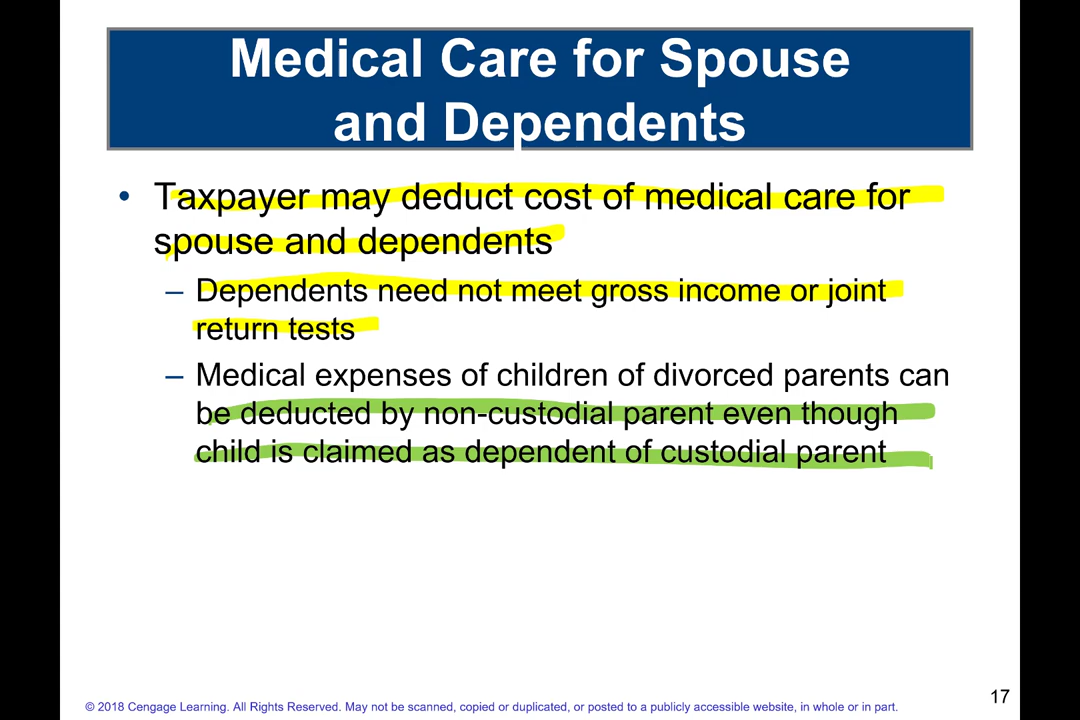 Medical Care for Spouse
and Dependents
• Taxpayer may deduct cost of medical care for
spouse and dependents
– Dependents need not meet gross income or joint
return tests
– Medical expenses of children of divorced parents can
be deducted by non-custodial parent even though
child is claimed as dependent of custodial parent
17
© 2018 Cengage Learning. All Rights Reserved. May not be scanned, copied or duplicated, or posted to a publicly accessible website, in whole or in part.